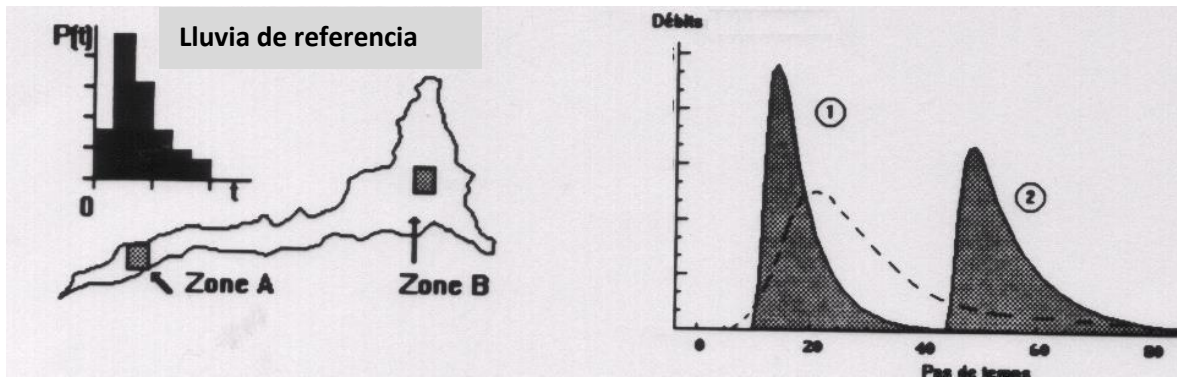 Lluvia de referencia
P(t)
0
t
Zone A
Zone B
Débits
1
2
0 20 40 60 80
Pas de temps